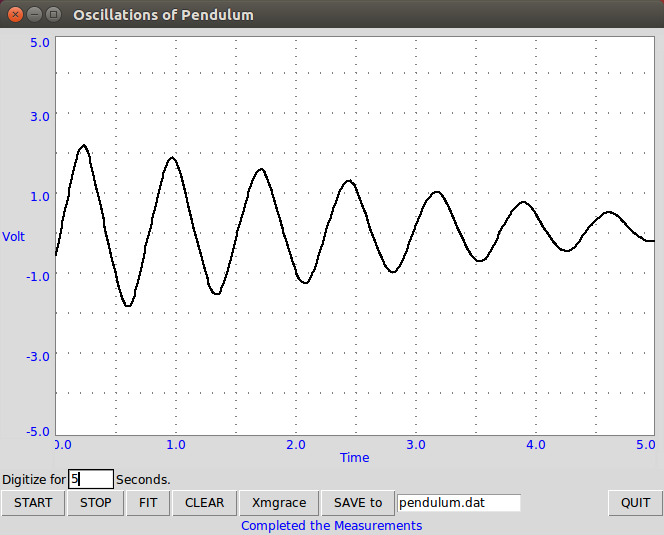 Oscillations of Pendulum
5.0
3.0
1.0
Volt
-1.0
-3.0
-5.0
0.0 1.0 2.0 3.0 4.0 5.0
Time
Digitize for 5 Seconds.
START STOP FIT CLEAR Xmgrace SAVE to pendulum.dat QUIT
Completed the Measurements